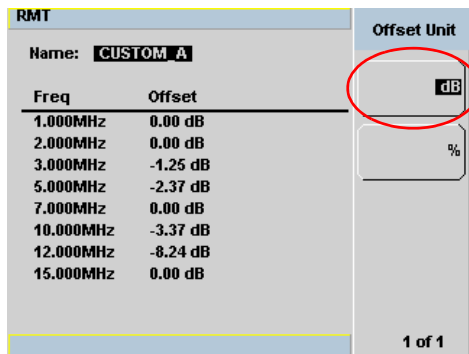 RMT
Offset Unit
Name: CUSTOM_A
dB
Freq Offset
1.000MHz 0.00 dB
2.000MHz 0.00 dB
%
3.000MHz -1.25 dB
5.000MHz -2.37 dB
7.000MHz 0.00 dB
10.000MHz -3.37 dB
12.000MHz -8.24 dB
15.000MHz 0.00 dB
1 of 1